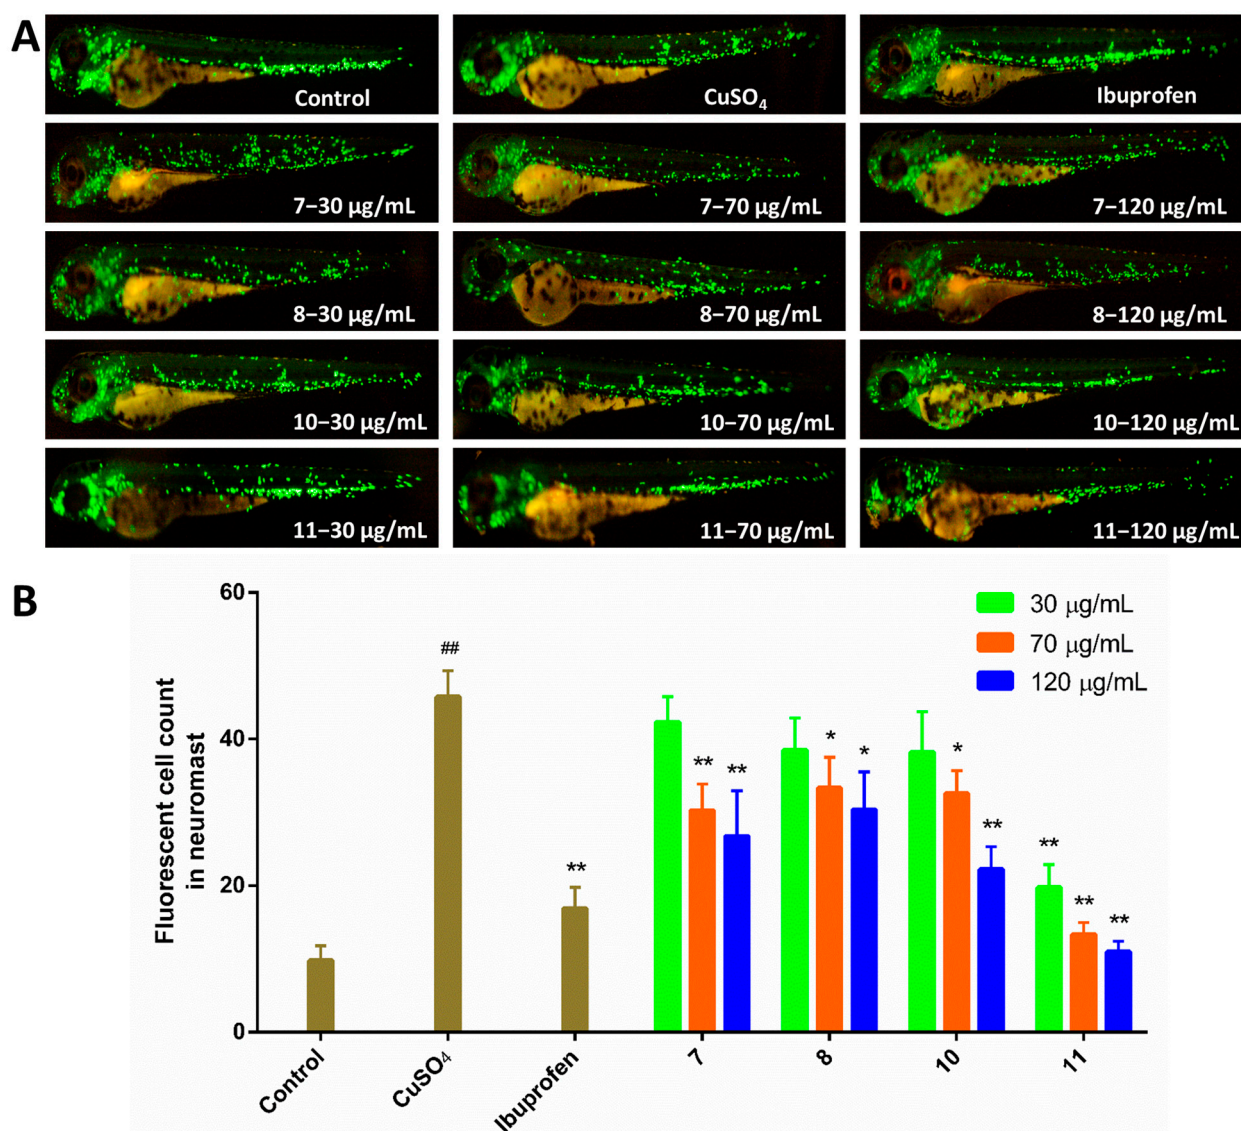 A
Control
CuSO₄
Ibuprofen
7–30 µg/mL
7–70 µg/mL
7–120 µg/mL
8–30 µg/mL
8–70 µg/mL
8–120 µg/mL
10–30 µg/mL
10–70 µg/mL
10–120 µg/mL
11–30 µg/mL
11–70 µg/mL
11–120 µg/mL
B
Fluorescent cell count
in neuromast
60
40
20
0
##
**
**
**
*
*
*
**
**
**
**
30 µg/mL
70 µg/mL
120 µg/mL
Control
CuSO₄
Ibuprofen
7
8
10
11